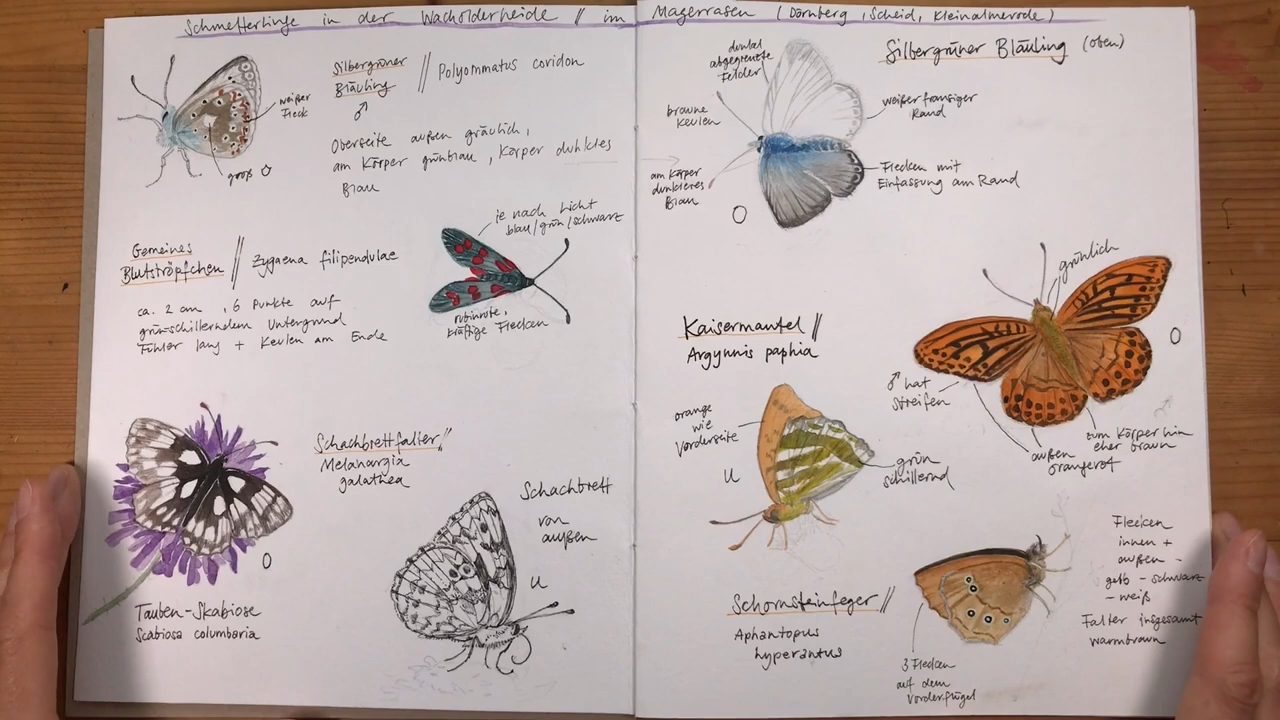 Schmetterlinge in der Wacholderheide // im Magerrasen (Dörnberg, Scheid, Kleinalmerode)
Silbergrüner // Polyommatus coridon
Bläuling
♂
weißer
Fleck
groß
Oberseite außen gräulich,
am Körper grünblau, Körper dunkles
Blau
je nach Licht
blau/grün/schwarz
Gemeines // Zygaena filipendulae
Blutströpfchen
ca. 2 cm, 6 Punkte auf
grün-schillerndem Untergrund
Fühler lang + Keulen am Ende
rubinrote,
kräftige Flecken
Schachbrettfalter //
Melanargia
galathea
O
Tauben-Skabiose
Scabiosa columbaria
Schachbrett
von
außen
U
Silbergrüner Bläuling (oben)
dunkel
abgegrenzte
Felder
braune
Keulen
weißer fransiger
Rand
am Körper
dunkleres
Blau
Flecken mit
Einfassung am Rand
O
Kaisermantel //
Argynnis paphia
grünlich
O
♂ hat
Streifen
außen
orangerot
zum Körper hin
eher braun
orange
wie
Vorderseite
U
grün
schillernd
Schornsteinfeger //
Aphantopus
hyperantus
3 Flecken
auf dem
Vorderflügel
Flecken
innen +
außen -
gelb - schwarz
- weiß
Falter insgesamt
warmbraun